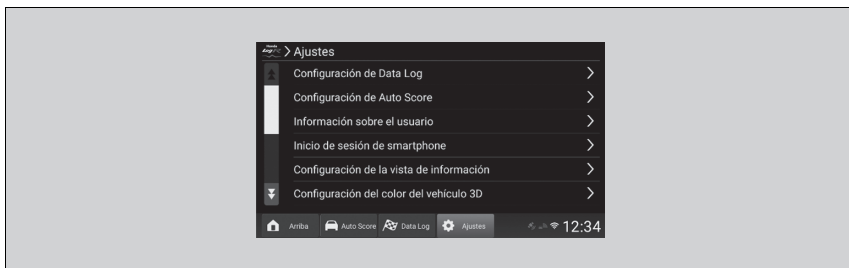 Honda
Log R
Ajustes
Configuración de Data Log
Configuración de Auto Score
Información sobre el usuario
Inicio de sesión de smartphone
Configuración de la vista de información
Configuración del color del vehículo 3D
Arriba Auto Score Data Log Ajustes 12:34